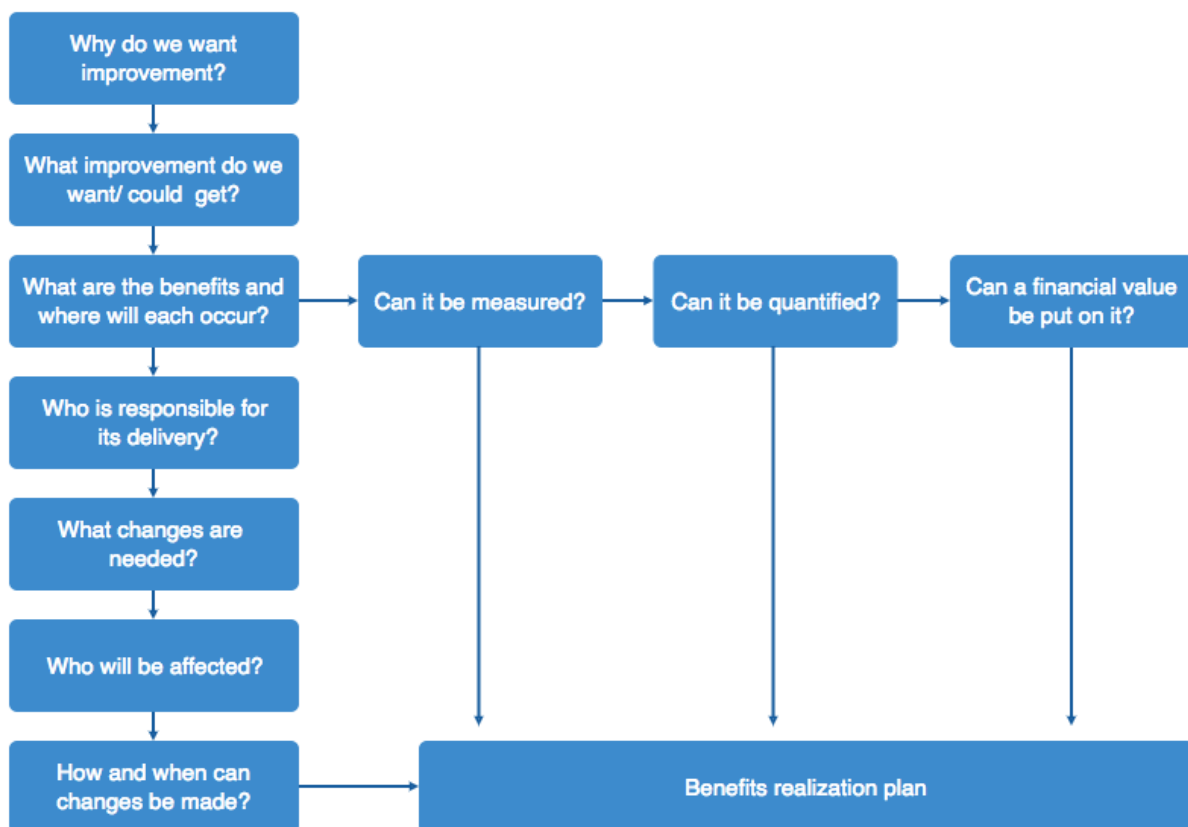 Why do we want
improvement?
What improvement do we
want/ could get?
What are the benefits and
where will each occur?
Can it be measured?
Can it be quantified?
Can a financial value
be put on it?
Who is responsible for
its delivery?
What changes are
needed?
Who will be affected?
How and when can
changes be made?
Benefits realization plan